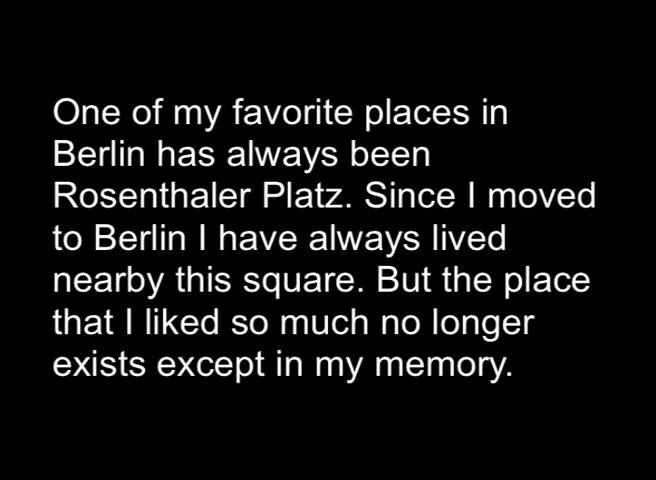 One of my favorite places in
Berlin has always been
Rosenthaler Platz. Since I moved
to Berlin I have always lived
nearby this square. But the place
that I liked so much no longer
exists except in my memory.